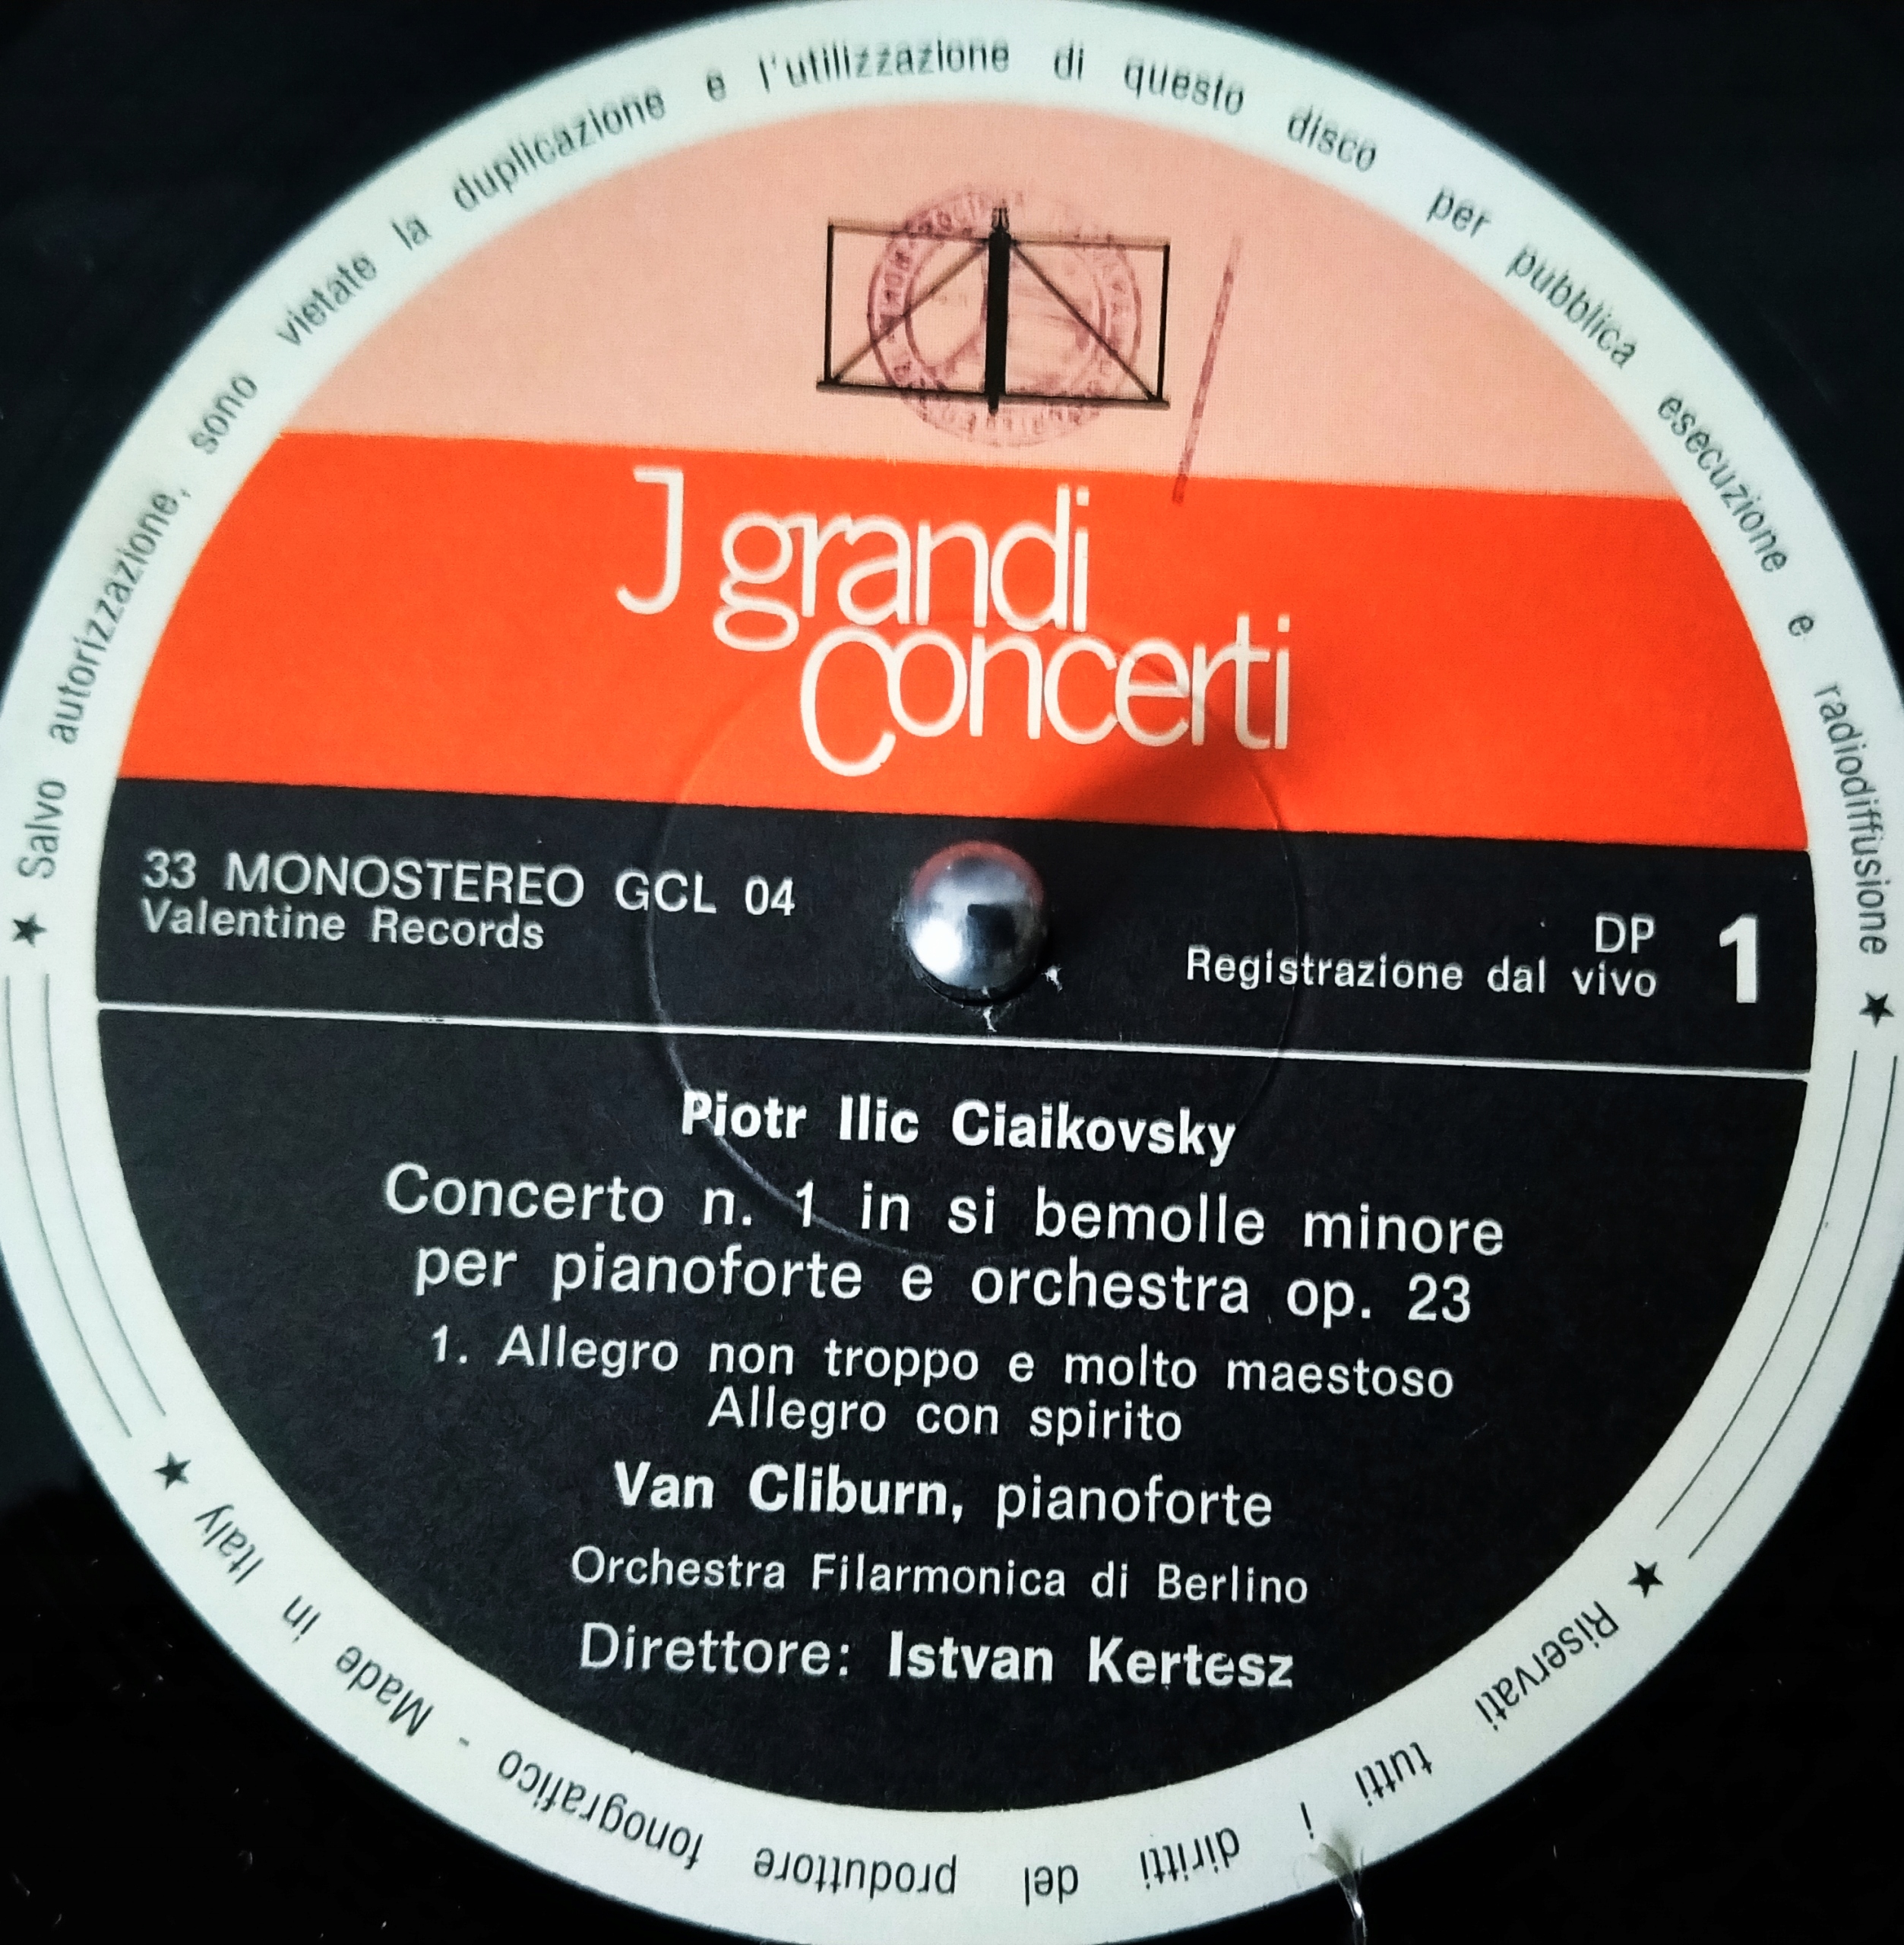 ★ Salvo autorizzazione, sono vietate la duplicazione e l'utilizzazione di questo disco per pubblica esecuzione e radiodiffusione ★
J grandi
concerti
33 MONOSTEREO GCL 04
Valentine Records
DP
Registrazione dal vivo
1
Piotr Ilic Ciaikovsky
Concerto n. 1 in si bemolle minore
per pianoforte e orchestra op. 23
1. Allegro non troppo e molto maestoso
Allegro con spirito
Van Cliburn, pianoforte
Orchestra Filarmonica di Berlino
Direttore: Istvan Kertesz
★ Riservati tutti i diritti del produttore fonografico - Made in Italy ★